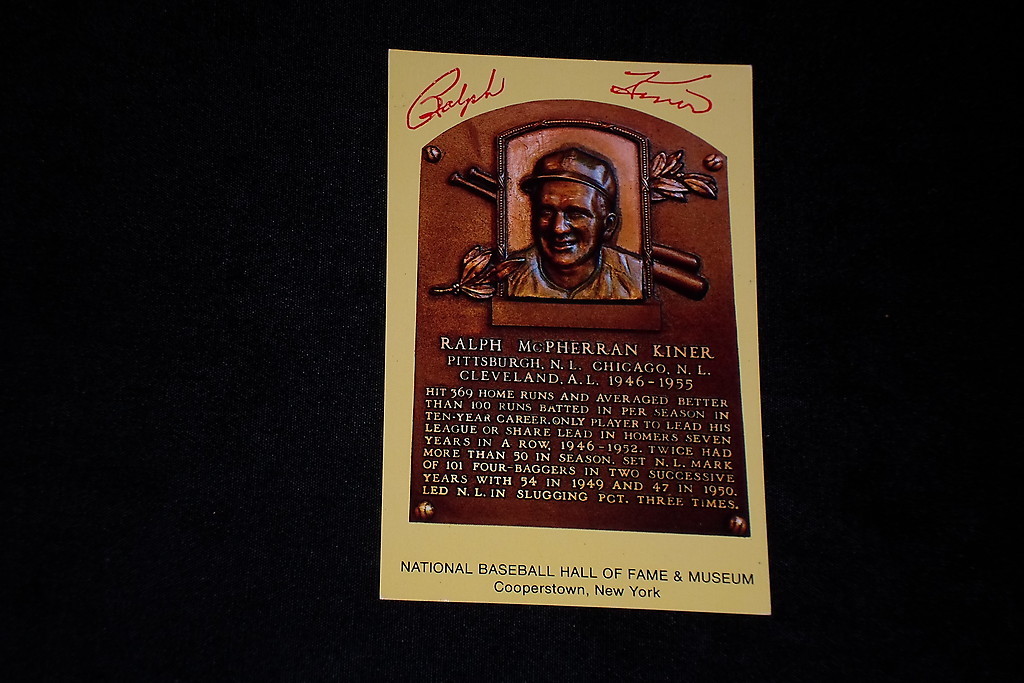 Ralph Kiner
RALPH McPHERRAN KINER
PITTSBURGH, N.L. CHICAGO, N.L.
CLEVELAND, A.L. 1946-1955
HIT 369 HOME RUNS AND AVERAGED BETTER
THAN 100 RUNS BATTED IN PER SEASON IN
TEN-YEAR CAREER. ONLY PLAYER TO LEAD HIS
LEAGUE OR SHARE LEAD IN HOMERS SEVEN
YEARS IN A ROW, 1946-1952. TWICE HAD
MORE THAN 50 IN SEASON. SET N.L. MARK
OF 101 FOUR-BAGGERS IN TWO SUCCESSIVE
YEARS WITH 54 IN 1949 AND 47 IN 1950.
LED N.L. IN SLUGGING PCT. THREE TIMES.
NATIONAL BASEBALL HALL OF FAME & MUSEUM
Cooperstown, New York